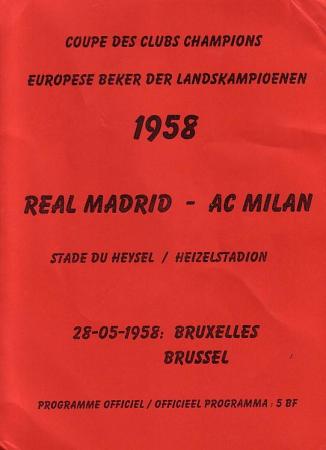 COUPE DES CLUBS CHAMPIONS
EUROPESE BEKER DER LANDSKAMPIOENEN
1958
REAL MADRID - AC MILAN
STADE DU HEYSEL / HEIZELSTADION
28-05-1958: BRUXELLES
BRUSSEL
PROGRAMME OFFICIEL / OFFICIEEL PROGRAMMA : 5 BF